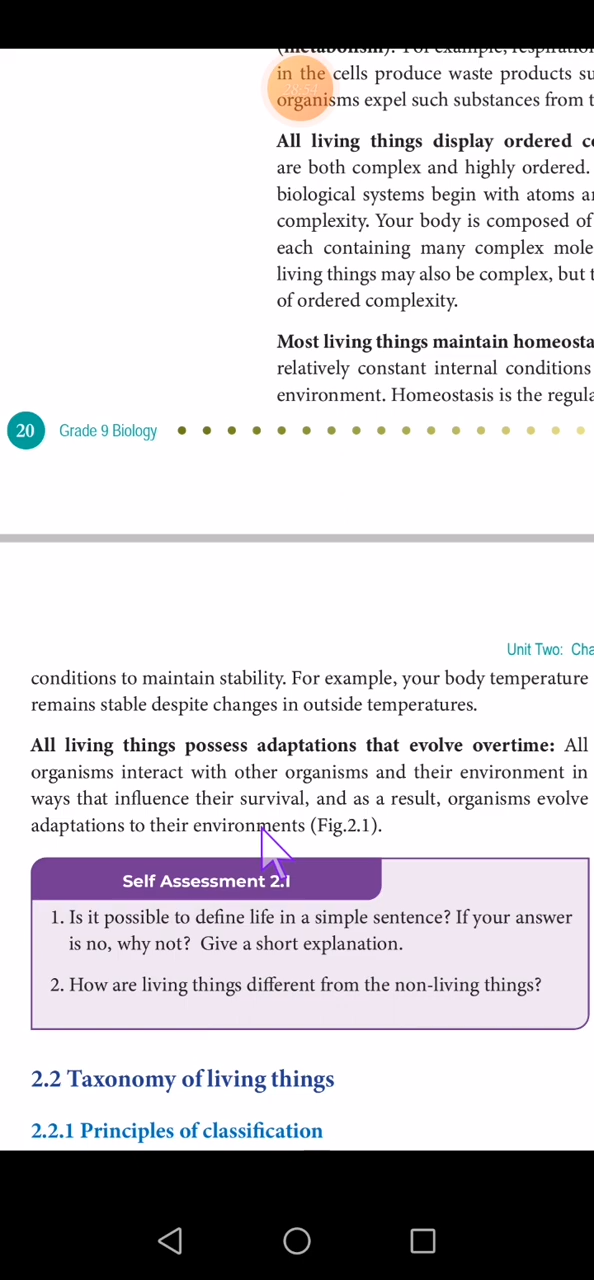 (metabolism). For example, respiration
28:54
in the cells produce waste products su
organisms expel such substances from t
All living things display ordered co
are both complex and highly ordered.
biological systems begin with atoms an
complexity. Your body is composed of
each containing many complex mole
living things may also be complex, but t
of ordered complexity.
Most living things maintain homeosta
relatively constant internal conditions
environment. Homeostasis is the regula
20 Grade 9 Biology
Unit Two: Cha
conditions to maintain stability. For example, your body temperature
remains stable despite changes in outside temperatures.
All living things possess adaptations that evolve overtime: All
organisms interact with other organisms and their environment in
ways that influence their survival, and as a result, organisms evolve
adaptations to their environments (Fig.2.1).
Self Assessment 2.1
1. Is it possible to define life in a simple sentence? If your answer
is no, why not? Give a short explanation.
2. How are living things different from the non-living things?
2.2 Taxonomy of living things
2.2.1 Principles of classification